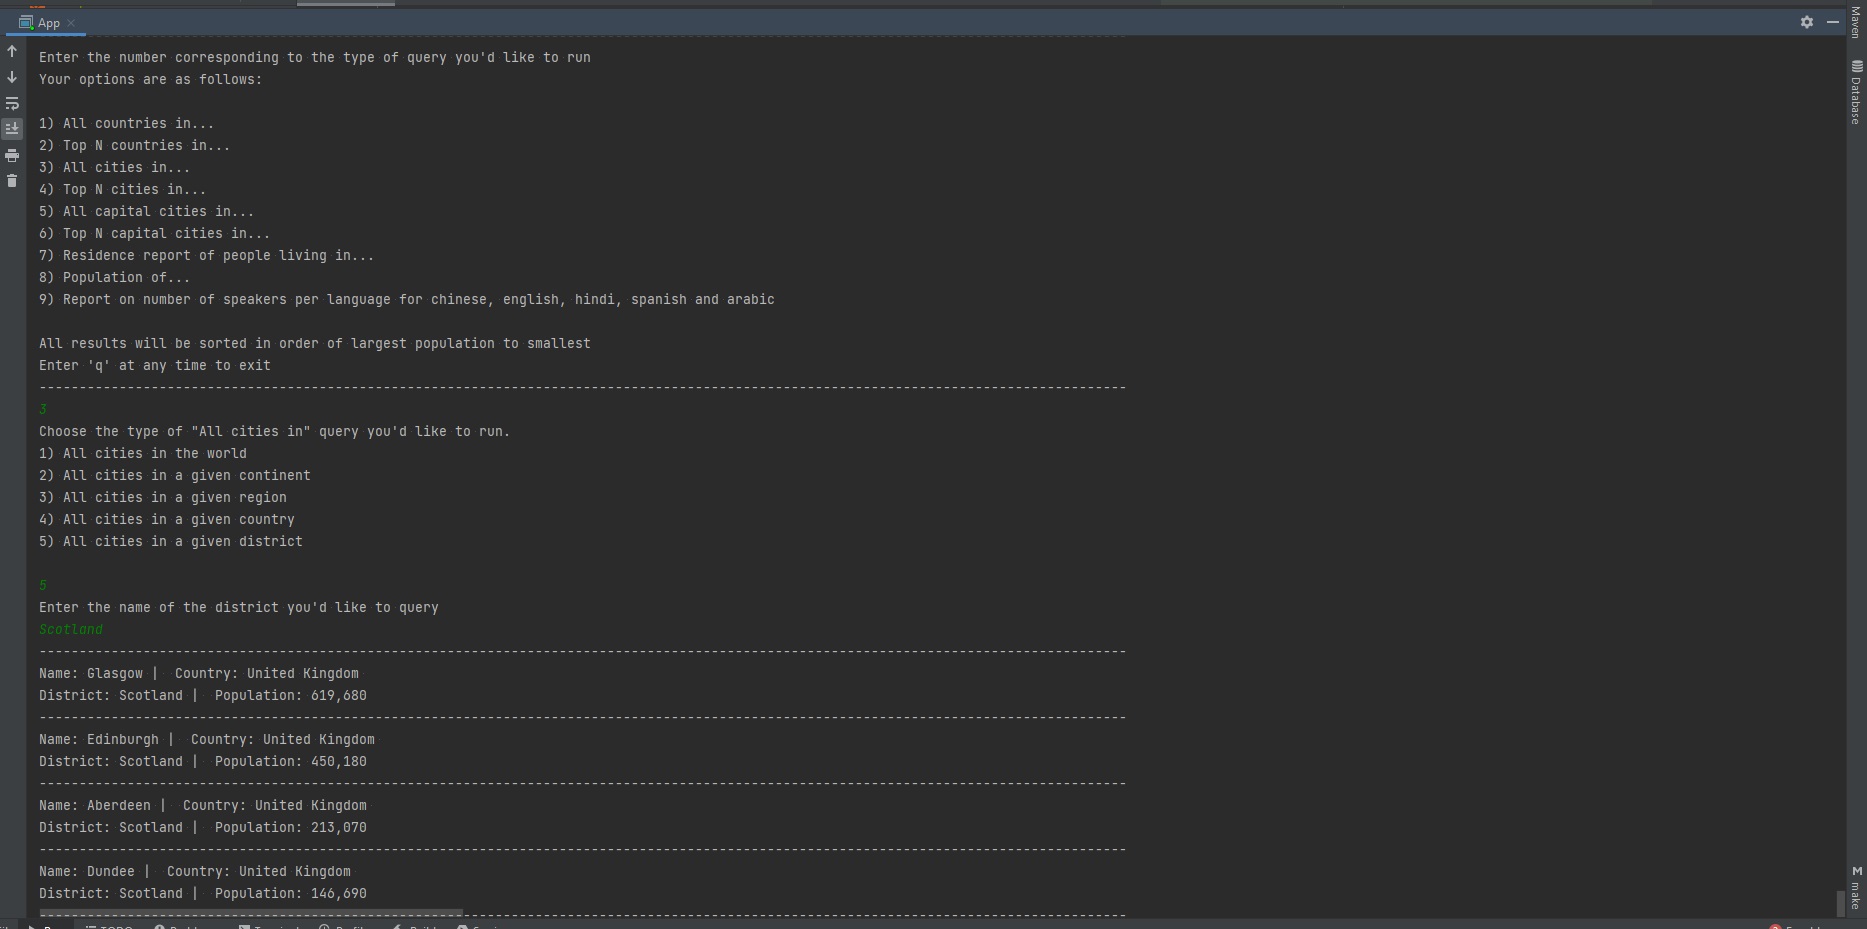 App
Maven
Database
Enter the number corresponding to the type of query you'd like to run
Your options are as follows:
1) All countries in...
2) Top N countries in...
3) All cities in...
4) Top N cities in...
5) All capital cities in...
6) Top N capital cities in...
7) Residence report of people living in...
8) Population of...
9) Report on number of speakers per language for chinese, english, hindi, spanish and arabic
All results will be sorted in order of largest population to smallest
Enter 'q' at any time to exit
--------------------------------------------------------------------------------------------------------------------------------------------
3
Choose the type of "All cities in" query you'd like to run.
1) All cities in the world
2) All cities in a given continent
3) All cities in a given region
4) All cities in a given country
5) All cities in a given district
5
Enter the name of the district you'd like to query
Scotland
--------------------------------------------------------------------------------------------------------------------------------------------
Name: Glasgow |  Country: United Kingdom
District: Scotland |  Population: 619,680
--------------------------------------------------------------------------------------------------------------------------------------------
Name: Edinburgh |  Country: United Kingdom
District: Scotland |  Population: 450,180
--------------------------------------------------------------------------------------------------------------------------------------------
Name: Aberdeen |  Country: United Kingdom
District: Scotland |  Population: 213,070
--------------------------------------------------------------------------------------------------------------------------------------------
Name: Dundee |  Country: United Kingdom
District: Scotland |  Population: 146,690
--------------------------------------------------------------------------------------------------------------------------------------------
M make